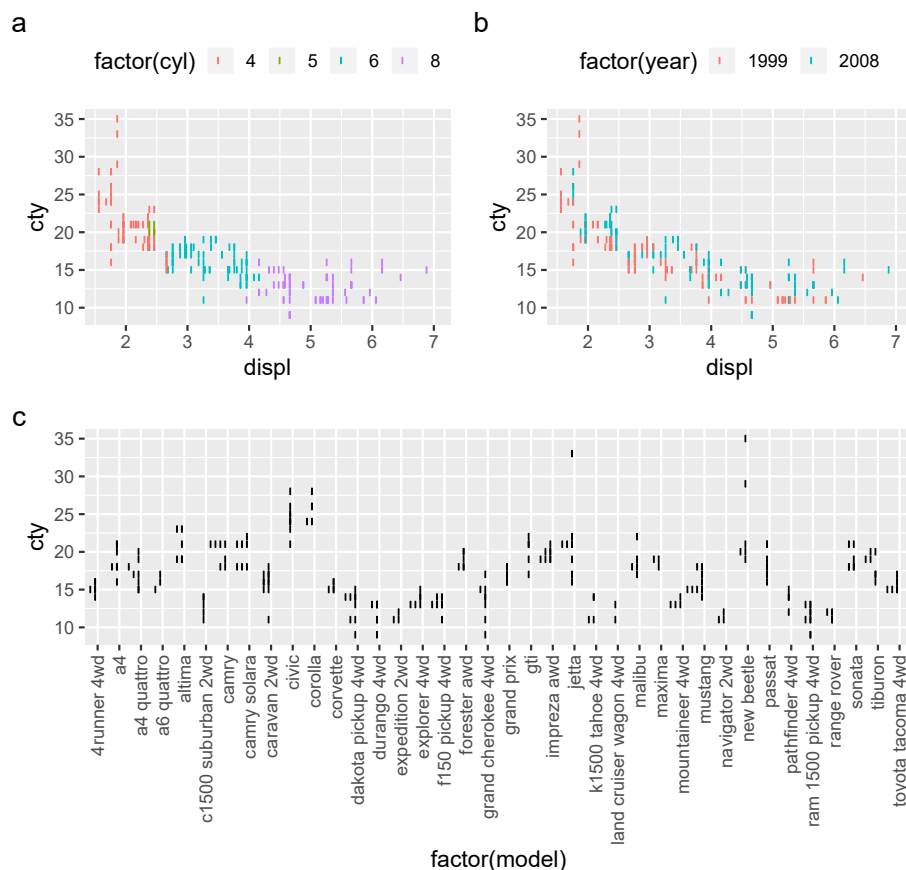 a
b
factor(cyl) 4 5 6 8
factor(year) 1999 2008
35
30
25
20
15
10
cty
2 3 4 5 6 7
displ
35
30
25
20
15
10
cty
2 3 4 5 6 7
displ
c
35
30
25
20
15
10
cty
4runner 4wd
a4
a4 quattro
a6 quattro
altima
c1500 suburban 2wd
camry
camry solara
caravan 2wd
civic
corolla
corvette
dakota pickup 4wd
durango 4wd
expedition 2wd
explorer 4wd
f150 pickup 4wd
forester awd
grand cherokee 4wd
grand prix
gti
impreza awd
jetta
k1500 tahoe 4wd
land cruiser wagon 4wd
malibu
maxima
mountaineer 4wd
mustang
navigator 2wd
new beetle
passat
pathfinder 4wd
ram 1500 pickup 4wd
range rover
sonata
tiburon
toyota tacoma 4wd
factor(model)